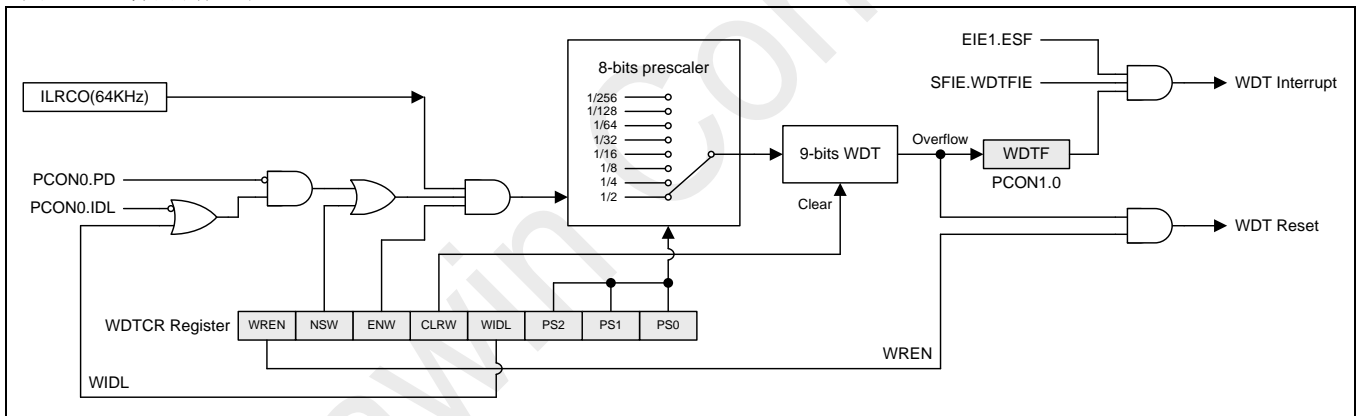 EIE1.ESF
8-bits prescaler
ILRCO(64KHz)
SFIE.WDTFIE
WDT Interrupt
1/256
1/128
1/64
1/32
1/16
1/8
1/4
1/2
9-bits WDT
Overflow
WDTF
PCON1.0
PCON0.PD
PCON0.IDL
Clear
WDT Reset
WDTCR Register
WREN NSW ENW CLRW WIDL PS2 PS1 PS0
WREN
WIDL